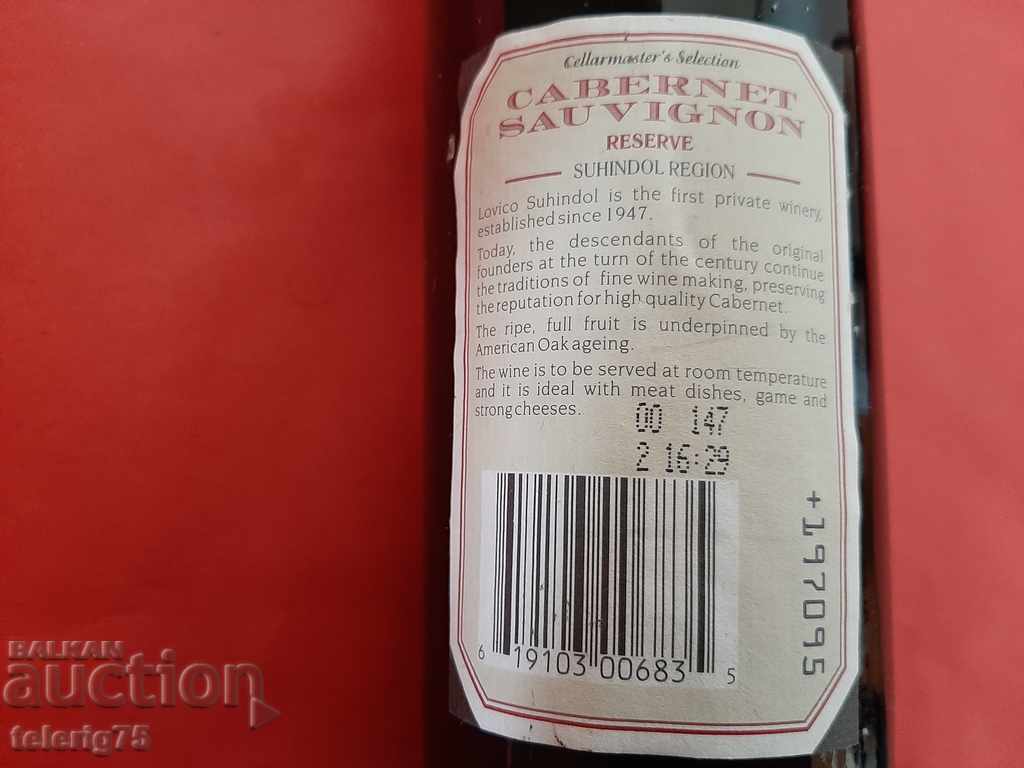 Cellarmaster's Selection
CABERNET
SAUVIGNON
RESERVE
SUHINDOL REGION
Lovico Suhindol is the first private winery,
established since 1947.
Today, the descendants of the original
founders at the turn of the century continue
the traditions of fine wine making, preserving
the reputation for high quality Cabernet.
The ripe, full fruit is underpinned by the
American Oak ageing.
The wine is to be served at room temperature
and it is ideal with meat dishes, game and
strong cheeses.
00 147
2 16:29
+197095
6 19103 00683 5
BALKAN
auction
telerig75